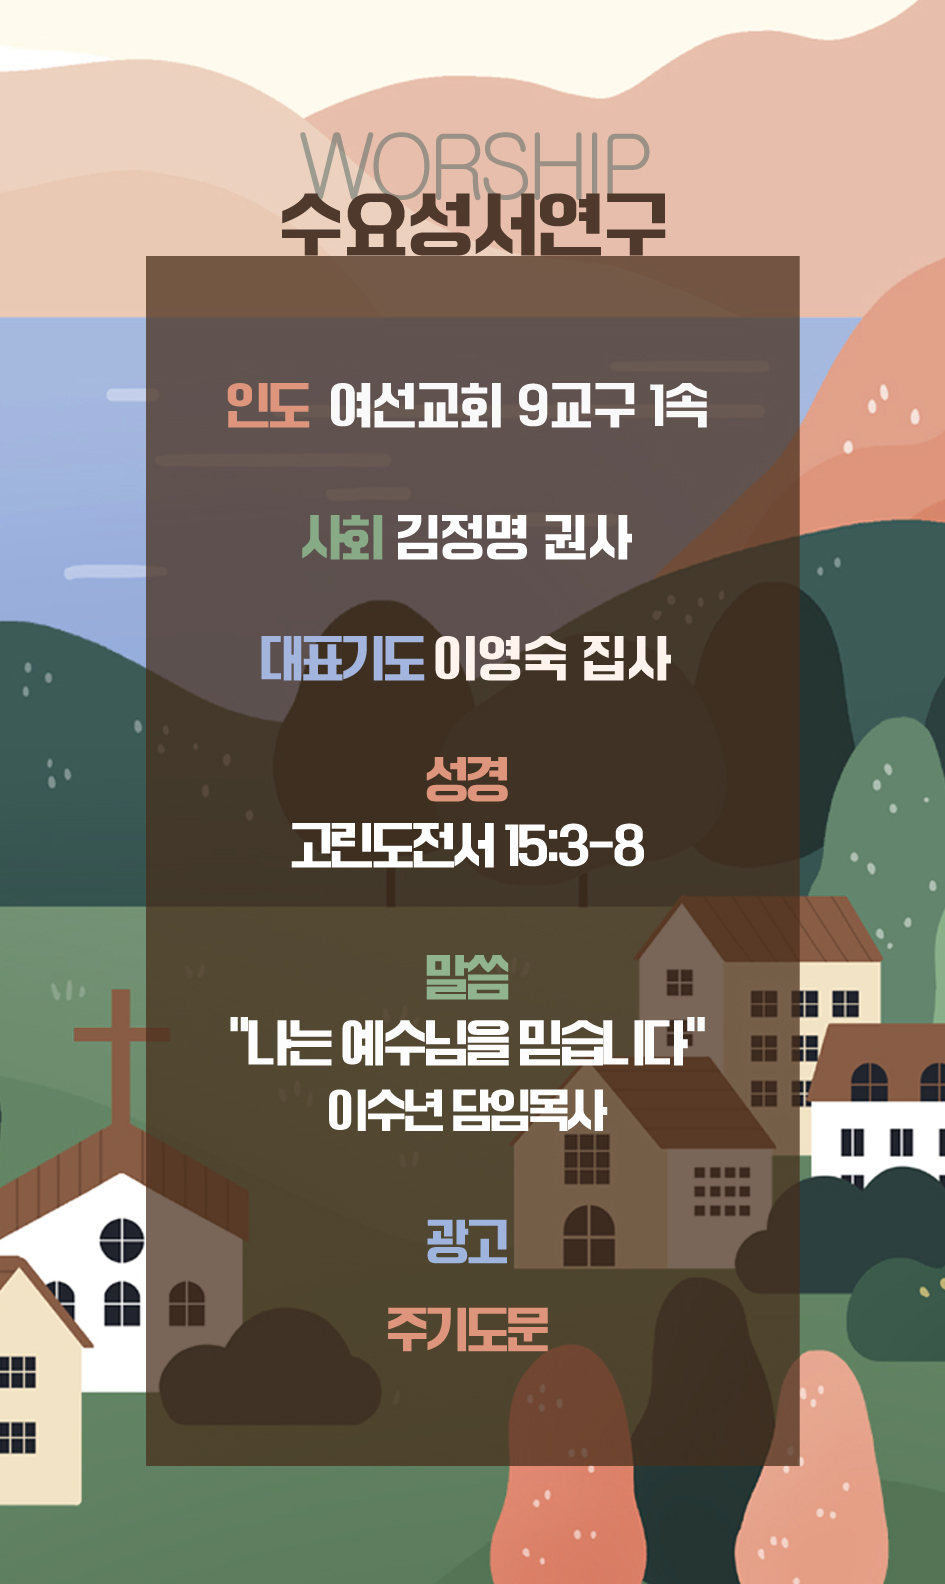 WORSHIP
수요성서연구
인도 여선교회 9교구 1속
사회 김정명 권사
대표기도 이영숙 집사
성경
고린도전서 15:3-8
말씀
"나는 예수님을 믿습니다"
이수년 담임목사
광고
주기도문